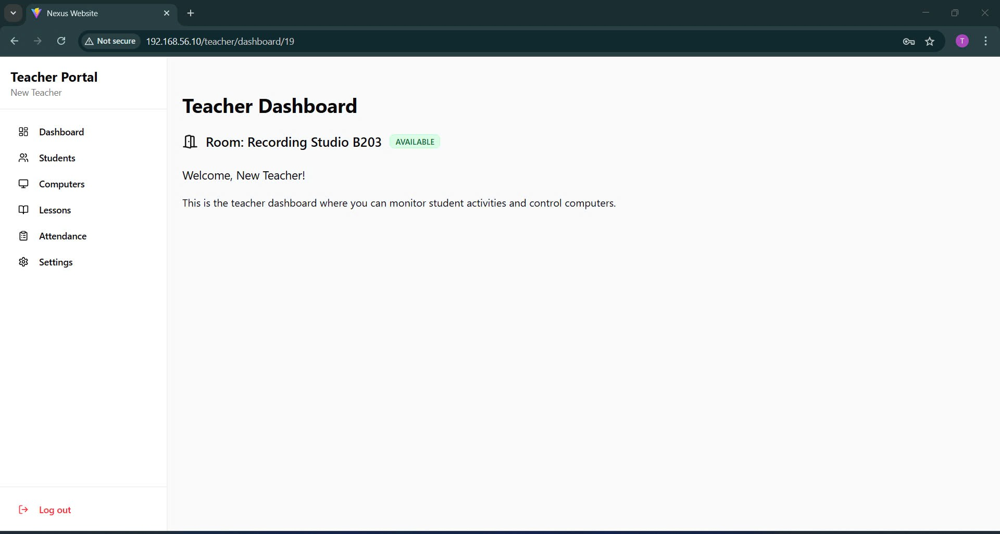 Nexus Website
Not secure
192.168.56.10/teacher/dashboard/19
T
Teacher Portal
New Teacher
Dashboard
Students
Computers
Lessons
Attendance
Settings
Log out
Teacher Dashboard
Room: Recording Studio B203 AVAILABLE
Welcome, New Teacher!
This is the teacher dashboard where you can monitor student activities and control computers.